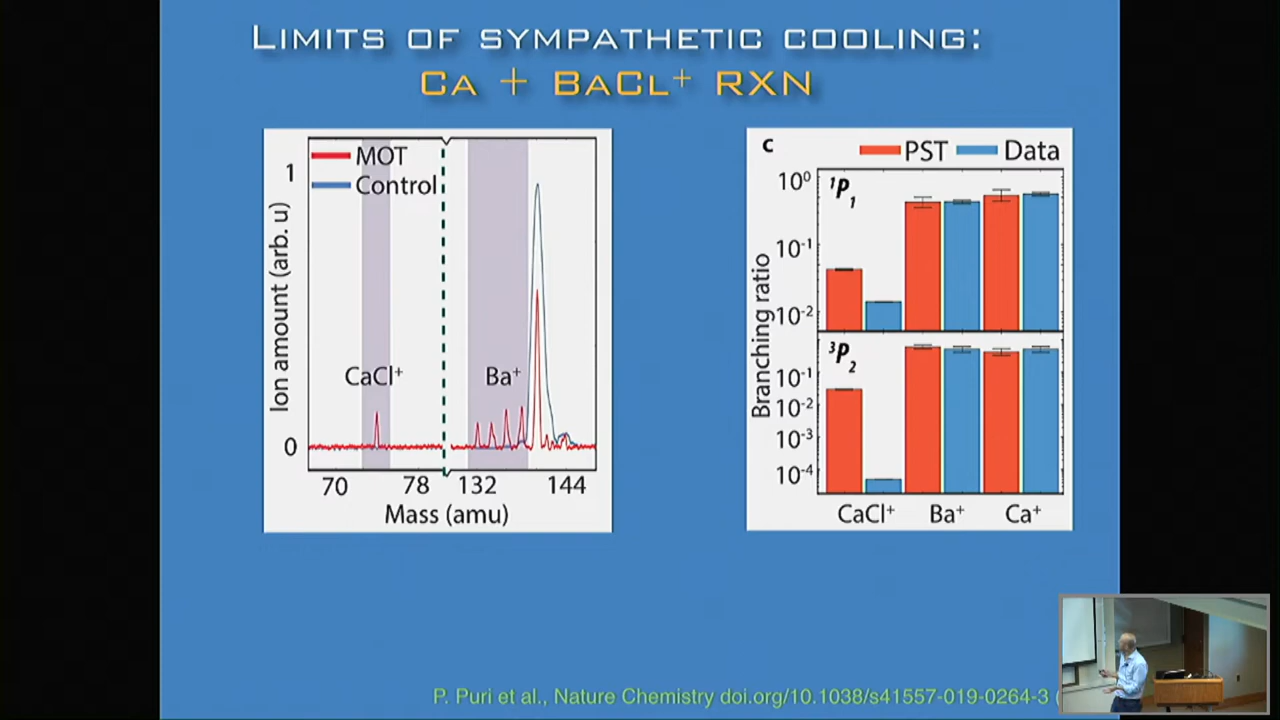 LIMITS OF SYMPATHETIC COOLING:
CA + BACL⁺ RXN
MOT
Control
1
0
Ion amount (arb. u)
CaCl⁺
Ba⁺
70 78 132 144
Mass (amu)
c
PST Data
¹P₁
10⁰
10⁻¹
10⁻²
³P₂
10⁻¹
10⁻²
10⁻³
10⁻⁴
Branching ratio
CaCl⁺ Ba⁺ Ca⁺
P. Puri et al., Nature Chemistry doi.org/10.1038/s41557-019-0264-3 (